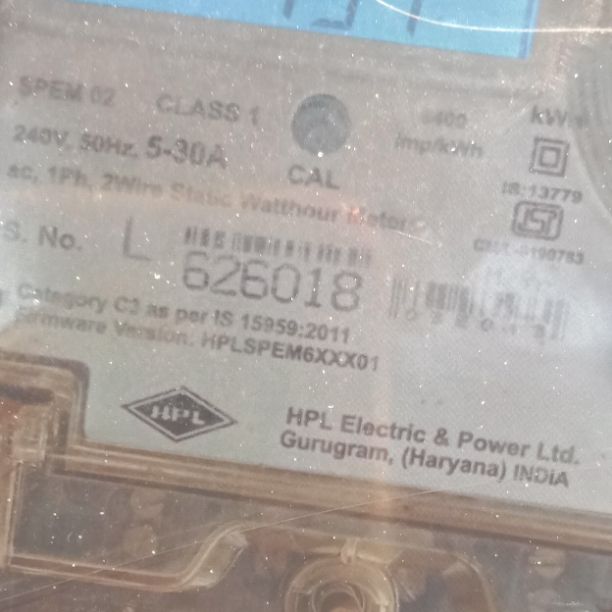 SPEM 02 CLASS 1
240V, 50Hz, 5-30A imp/kWh
CAL
ac, 1Ph, 2Wire Static Watthour Meter
IS:13779
S. No. L 626018
Category C3 as per IS 15959:2011
Firmware Version: HPLSPEM6XXX01
HPL
HPL Electric & Power Ltd.
Gurugram, (Haryana) INDIA